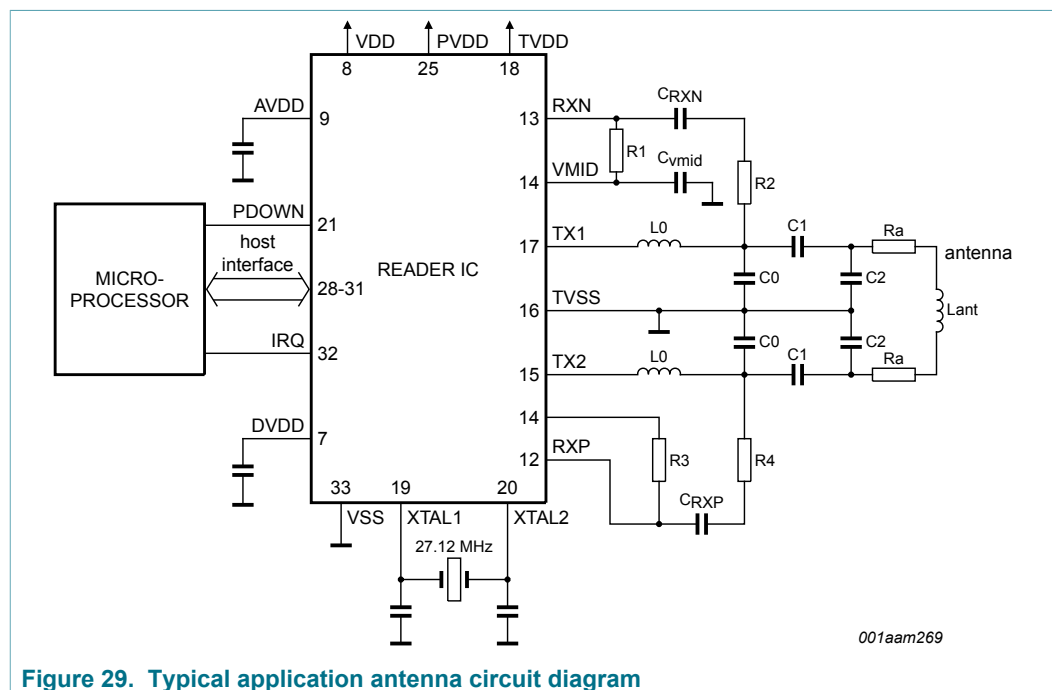 VDD PVDD TVDD
8 25 18
AVDD
9
RXN
13
CRXN
R1
VMID
14
Cvmid
R2
PDOWN
21
host
interface
28-31
MICRO-
PROCESSOR
READER IC
TX1
17
L0
C1
Ra
antenna
C0
C2
TVSS
16
Lant
IRQ
32
C0
C2
TX2
15
L0
C1
Ra
14
DVDD
7
RXP
12
R3
R4
CRXP
33 19 20
VSS XTAL1 XTAL2
27.12 MHz
001aam269
Figure 29. Typical application antenna circuit diagram